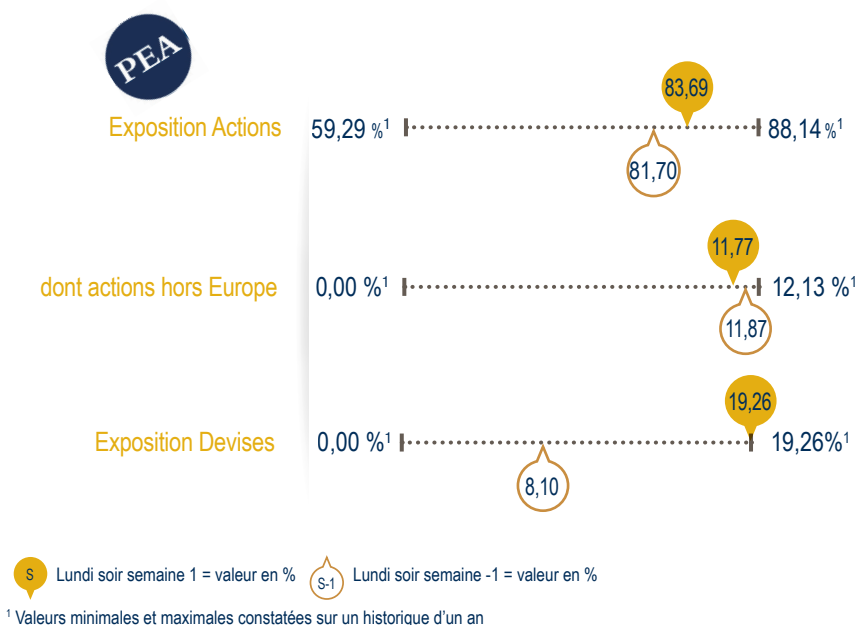 PEA
83,69
Exposition Actions 59,29 %¹ 88,14 %¹
81,70
11,77
dont actions hors Europe 0,00 %¹ 12,13 %¹
11,87
19,26
Exposition Devises 0,00 %¹ 19,26%¹
8,10
S Lundi soir semaine 1 = valeur en % S-1 Lundi soir semaine -1 = valeur en %
¹ Valeurs minimales et maximales constatées sur un historique d'un an